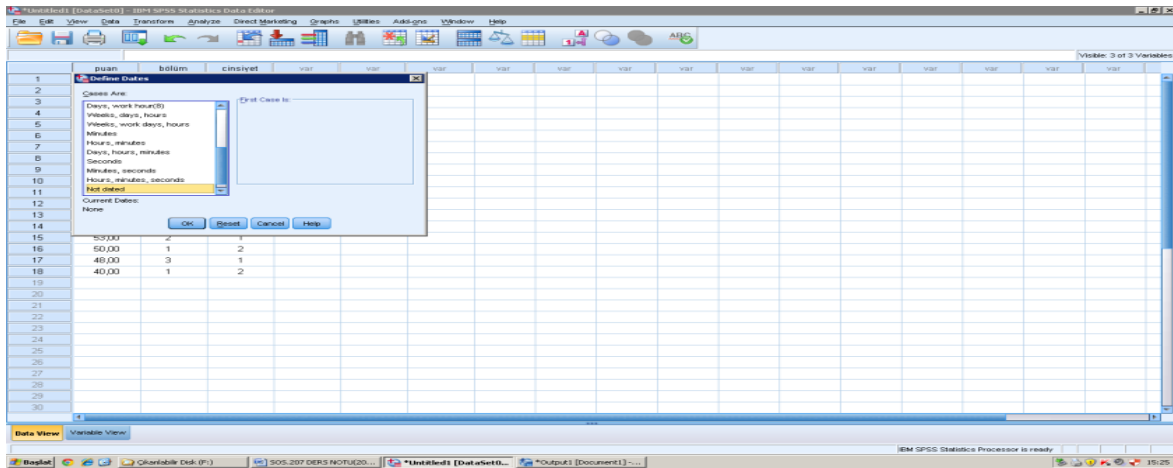 *Untitled1 [DataSet0] - IBM SPSS Statistics Data Editor
File Edit View Data Transform Analyze Direct Marketing Graphs Utilities Add-ons Window Help
Visible: 3 of 3 Variables
puan bölüm cinsiyet var var var var var var var var var var var
1
2
3
4
5
6
7
8
9
10
11
12
13
14
Define Dates
Cases Are:
First Case Is:
Days, work hour(8)
Weeks, days, hours
Weeks, work days, hours
Minutes
Hours, minutes
Days, hours, minutes
Seconds
Minutes, seconds
Hours, minutes, seconds
Not dated
Current Dates:
None
OK Reset Cancel Help
15 53,00 2 1
16 50,00 1 2
17 48,00 3 1
18 40,00 1 2
19
20
21
22
23
24
25
26
27
28
29
30
Data View Variable View
IBM SPSS Statistics Processor is ready
Başlat Çıkarılabilir Disk (F:) SOS.207 DERS NOTU(20... *Untitled1 [DataSet0... *Output1 [Document1] -... 15:25